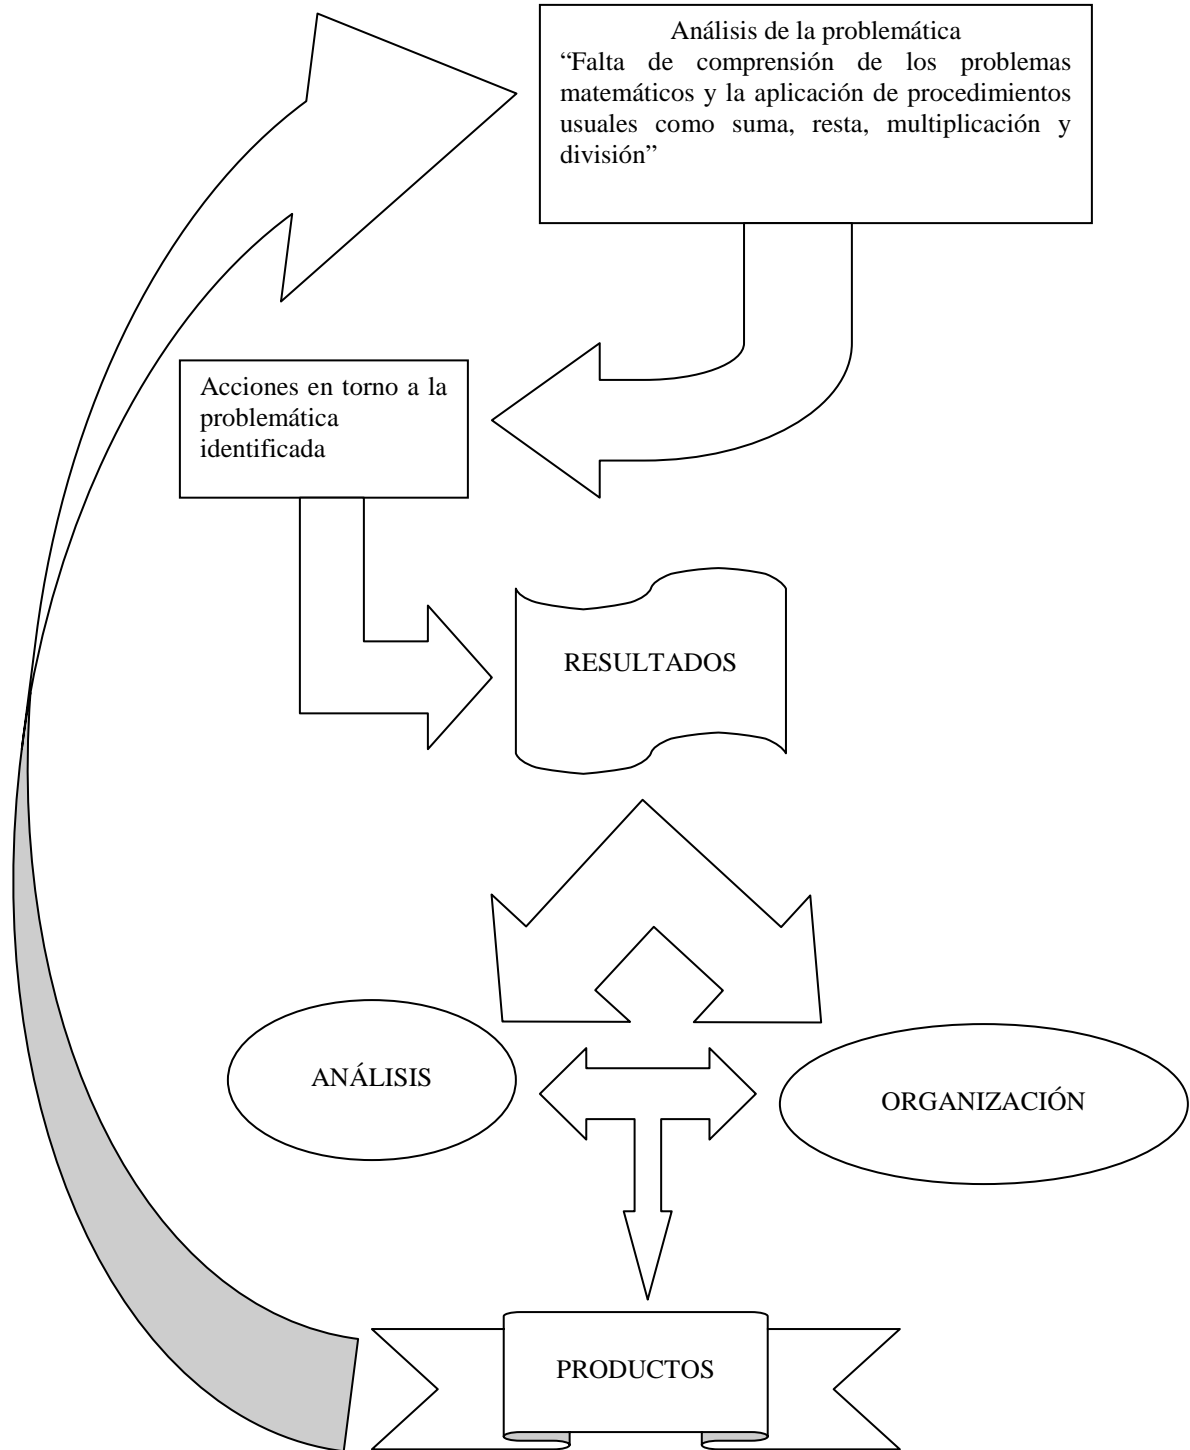 Análisis de la problemática
“Falta de comprensión de los problemas
matemáticos y la aplicación de procedimientos
usuales como suma, resta, multiplicación y
división”
Acciones en torno a la
problemática
identificada
RESULTADOS
ANÁLISIS
ORGANIZACIÓN
PRODUCTOS